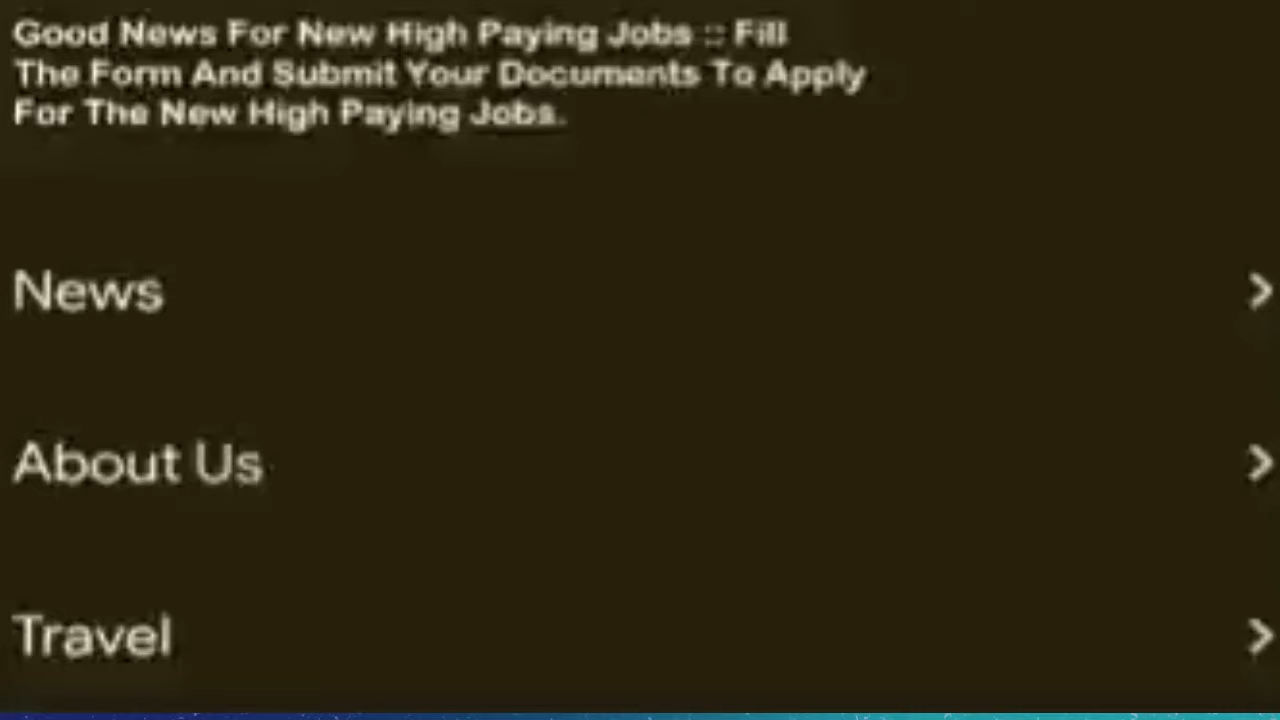 Good News For New High Paying Jobs :: Fill
The Form And Submit Your Documents To Apply
For The New High Paying Jobs.
News
About Us
Travel